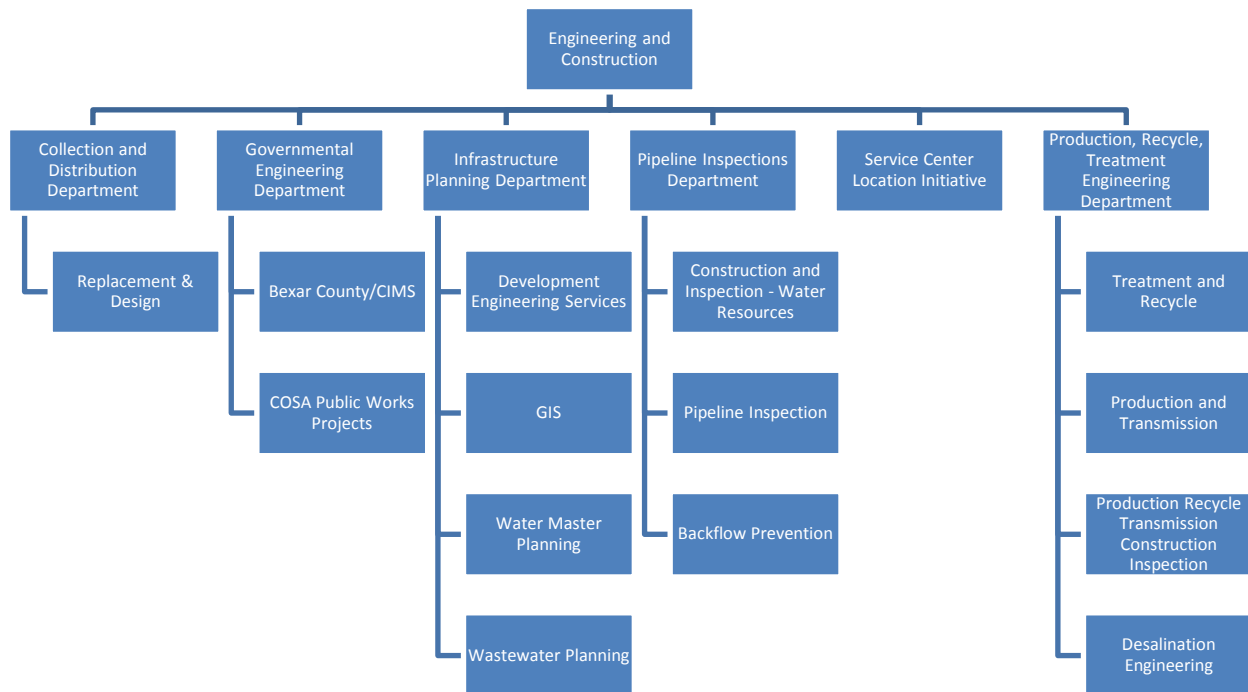 Engineering and
Construction
Collection and
Distribution
Department
Governmental
Engineering
Department
Infrastructure
Planning Department
Pipeline Inspections
Department
Service Center
Location Initiative
Production, Recycle,
Treatment
Engineering
Department
Replacement &
Design
Bexar County/CIMS
Development
Engineering Services
Construction and
Inspection - Water
Resources
Treatment and
Recycle
COSA Public Works
Projects
GIS
Pipeline Inspection
Production and
Transmission
Water Master
Planning
Backflow Prevention
Production Recycle
Transmission
Construction
Inspection
Wastewater Planning
Desalination
Engineering